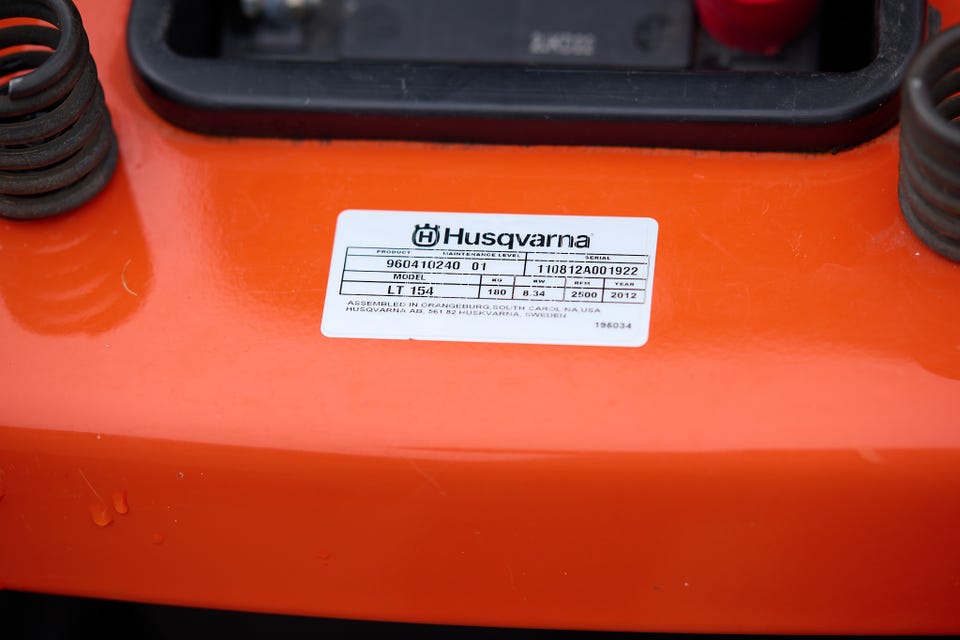 Husqvarna
PRODUCT MAINTENANCE LEVEL SERIAL
960410240 01 110812A001922
MODEL KG KW RPM YEAR
LT 154 180 8.34 2500 2012
ASSEMBLED IN ORANGEBURG, SOUTH CAROLINA, USA
HUSQVARNA AB, 561 82 HUSKVARNA, SWEDEN
196034